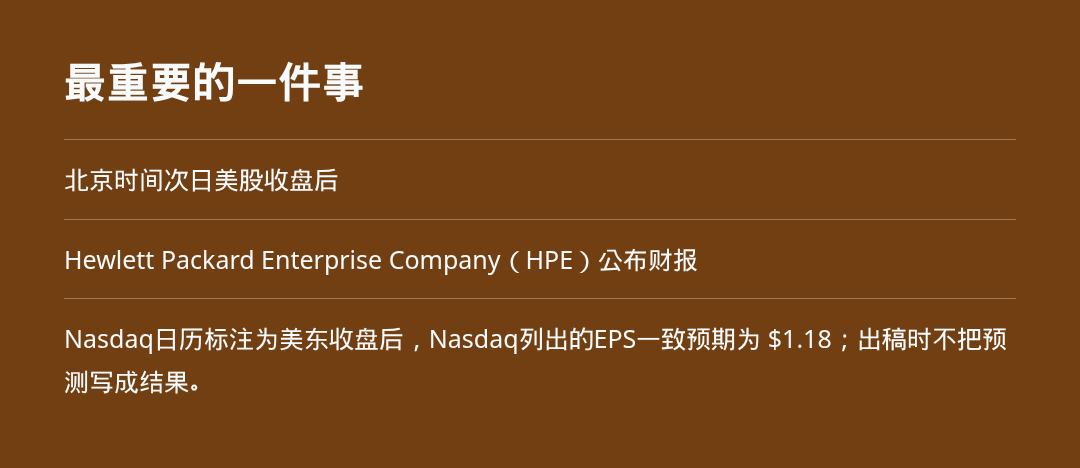 最重要的一件事
北京时间次日美股收盘后
Hewlett Packard Enterprise Company（HPE）公布财报
Nasdaq日历标注为美东收盘后，Nasdaq列出的EPS一致预期为 $1.18；出稿时不把预
测写成结果。